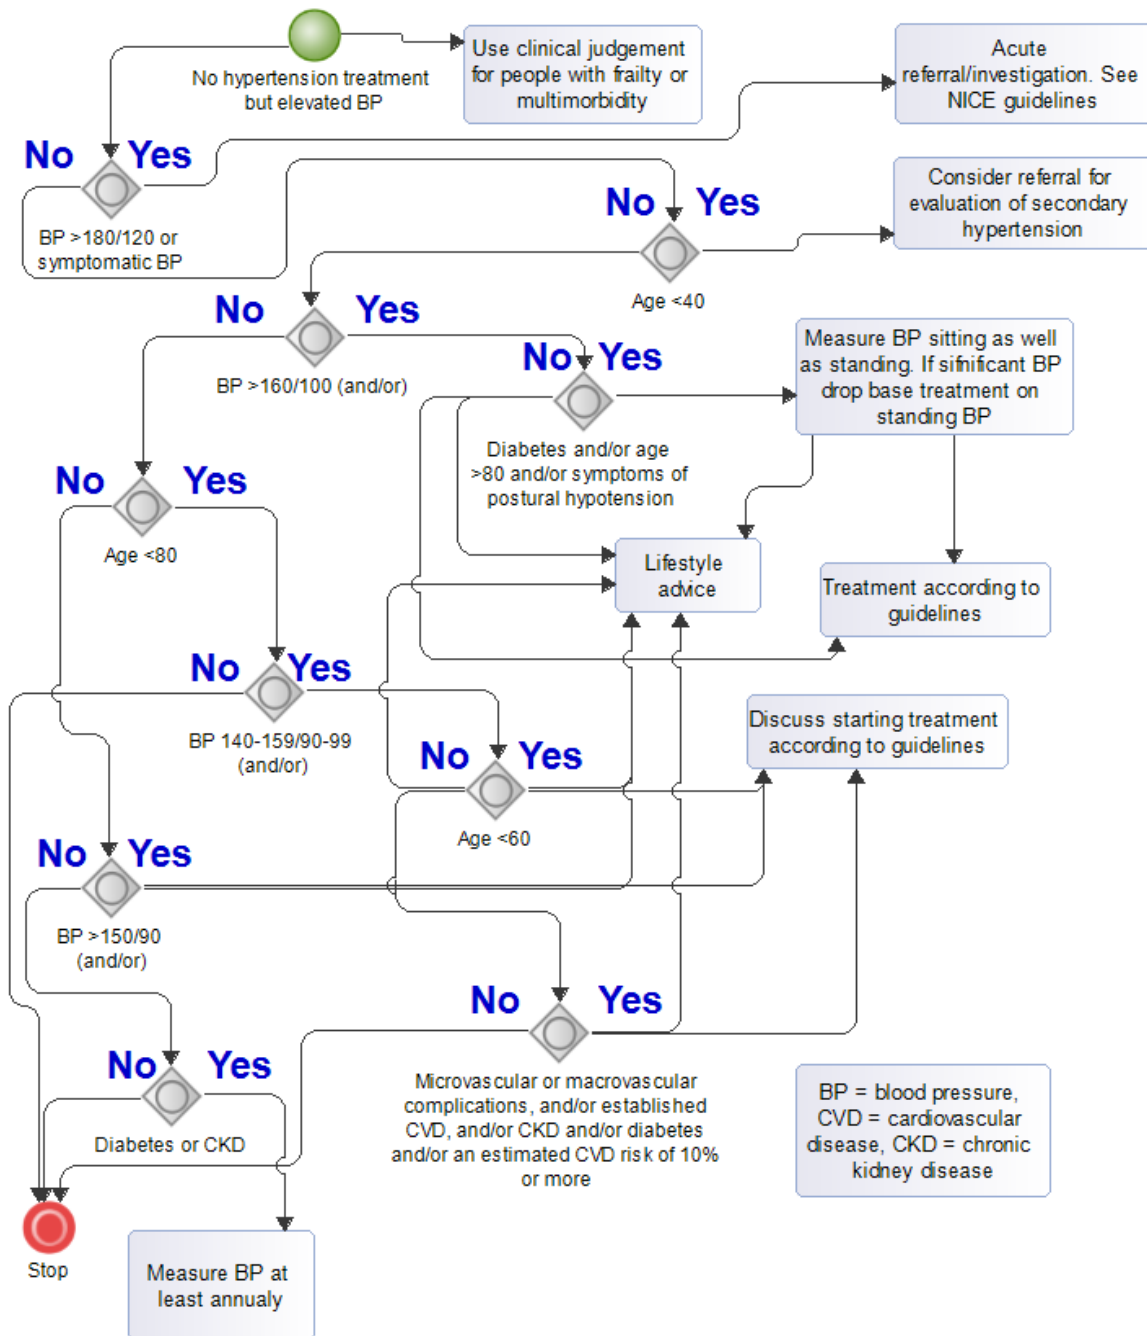 No hypertension treatment
but elevated BP
Use clinical judgement
for people with frailty or
multimorbidity
Acute
referral/investigation. See
NICE guidelines
No
Yes
BP >180/120 or
symptomatic BP
No
Yes
Age <40
Consider referral for
evaluation of secondary
hypertension
No
Yes
BP >160/100 (and/or)
No
Yes
Diabetes and/or age
>80 and/or symptoms of
postural hypotension
Measure BP sitting as well
as standing. If sifnificant BP
drop base treatment on
standing BP
No
Yes
Age <80
Lifestyle
advice
Treatment according to
guidelines
No
Yes
BP 140-159/90-99
(and/or)
Discuss starting treatment
according to guidelines
No
Yes
Age <60
No
Yes
BP >150/90
(and/or)
No
Yes
Microvascular or macrovascular
complications, and/or established
CVD, and/or CKD and/or diabetes
and/or an estimated CVD risk of 10%
or more
No
Yes
Diabetes or CKD
BP = blood pressure,
CVD = cardiovascular
disease, CKD = chronic
kidney disease
Stop
Measure BP at
least annualy